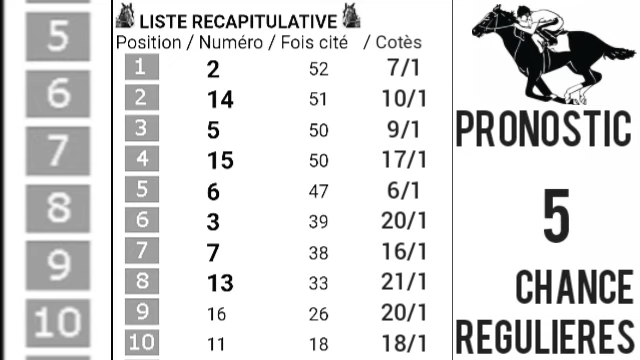 5
6
7
8
9
10
LISTE RECAPITULATIVE
Position / Numéro / Fois cité / Cotès
1 2 52 7/1
2 14 51 10/1
3 5 50 9/1
4 15 50 17/1
5 6 47 6/1
6 3 39 20/1
7 7 38 16/1
8 13 33 21/1
9 16 26 20/1
10 11 18 18/1
PRONOSTIC
5
CHANCE
REGULIERES